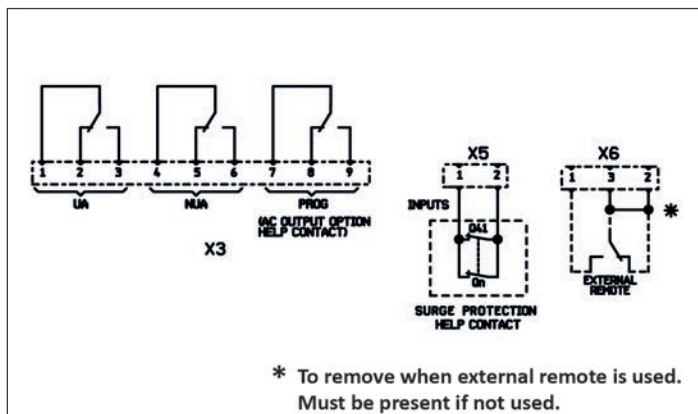 1 2 3 4 5 6 7 8 9
UA NUA PROG
(AC OUTPUT OPTION
HELP CONTACT)
X3
X5
1 2
INPUTS
Q41
Qn
SURGE PROTECTION
HELP CONTACT
X6
1 3 2
*
EXTERNAL
REMOTE
* To remove when external remote is used.
Must be present if not used.